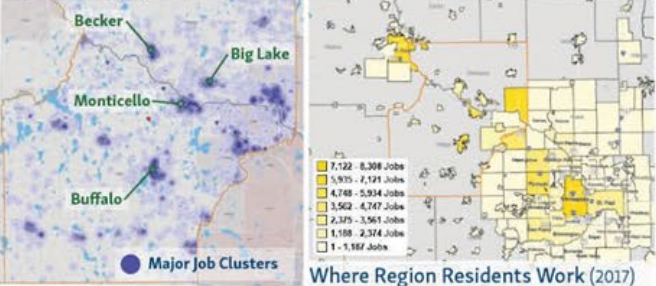 Becker
Big Lake
Monticello
Buffalo
Major Job Clusters
7,122 - 8,308 Jobs
5,935 - 7,121 Jobs
4,748 - 5,934 Jobs
3,562 - 4,747 Jobs
2,375 - 3,561 Jobs
1,188 - 2,374 Jobs
1 - 1,187 Jobs
Where Region Residents Work (2017)